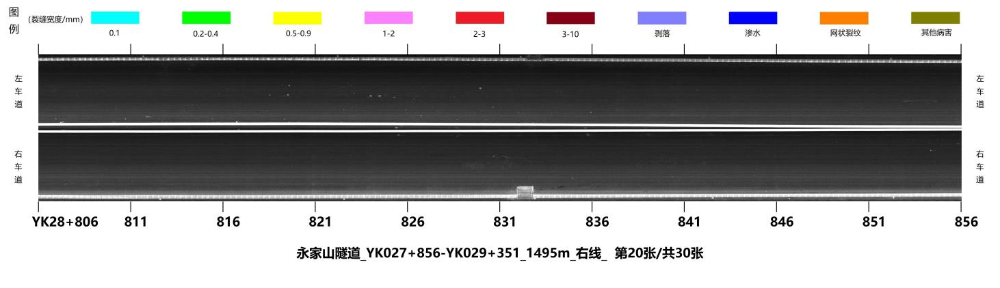 图例
(裂缝宽度/mm)
0.1 0.2-0.4 0.5-0.9 1-2 2-3 3-10 剥落 渗水 网状裂纹 其他病害
左车道 左车道
右车道 右车道
YK28+806 811 816 821 826 831 836 841 846 851 856
永家山隧道_YK027+856-YK029+351_1495m_右线_ 第20张/共30张